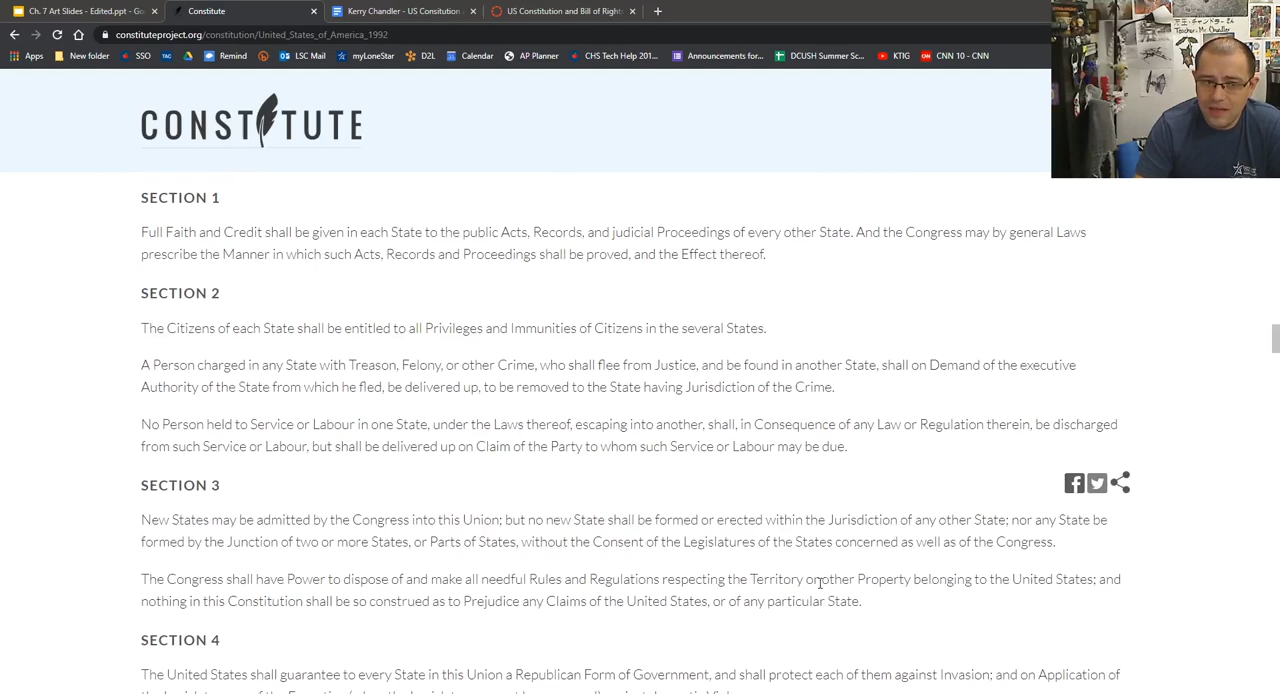 Ch. 7 Art Slides - Edited.ppt - Go
Constitute
Kerry Chandler - US Consitution
US Constitution and Bill of Right
constituteproject.org/constitution/United_States_of_America_1992
Apps New folder SSO TAC Remind LSC Mail myLoneStar D2L Calendar AP Planner CHS Tech Help 201... Announcements for... DCUSH Summer Sc... KTIG CNN 10 - CNN
Teacher: Mr. Chandler
CONSTITUTE
SECTION 1
Full Faith and Credit shall be given in each State to the public Acts, Records, and judicial Proceedings of every other State. And the Congress may by general Laws
prescribe the Manner in which such Acts, Records and Proceedings shall be proved, and the Effect thereof.
SECTION 2
The Citizens of each State shall be entitled to all Privileges and Immunities of Citizens in the several States.
A Person charged in any State with Treason, Felony, or other Crime, who shall flee from Justice, and be found in another State, shall on Demand of the executive
Authority of the State from which he fled, be delivered up, to be removed to the State having Jurisdiction of the Crime.
No Person held to Service or Labour in one State, under the Laws thereof, escaping into another, shall, in Consequence of any Law or Regulation therein, be discharged
from such Service or Labour, but shall be delivered up on Claim of the Party to whom such Service or Labour may be due.
SECTION 3
New States may be admitted by the Congress into this Union; but no new State shall be formed or erected within the Jurisdiction of any other State; nor any State be
formed by the Junction of two or more States, or Parts of States, without the Consent of the Legislatures of the States concerned as well as of the Congress.
The Congress shall have Power to dispose of and make all needful Rules and Regulations respecting the Territory or other Property belonging to the United States; and
nothing in this Constitution shall be so construed as to Prejudice any Claims of the United States, or of any particular State.
SECTION 4
The United States shall guarantee to every State in this Union a Republican Form of Government, and shall protect each of them against Invasion; and on Application of